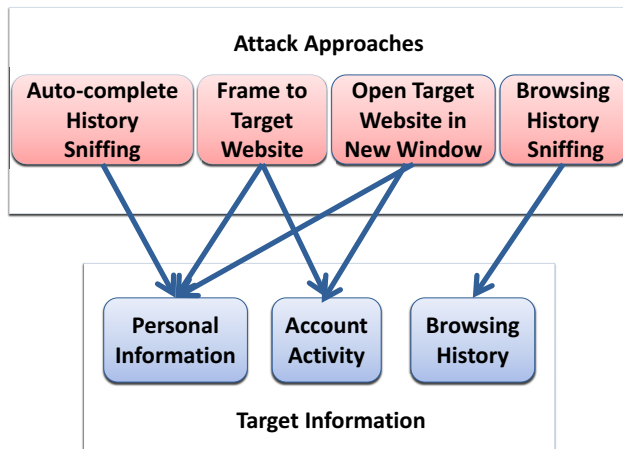 Attack Approaches
Auto-complete
History
Sniffing
Frame to
Target
Website
Open Target
Website in
New Window
Browsing
History
Sniffing
Personal
Information
Account
Activity
Browsing
History
Target Information